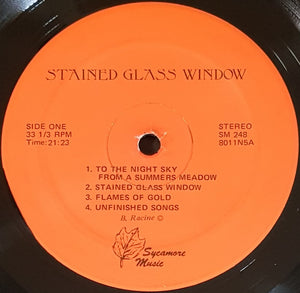 STAINED GLASS WINDOW
SIDE ONE
33 1/3 RPM
Time: 21:23
STEREO
SM 248
8011N5A
1. TO THE NIGHT SKY
FROM A SUMMERS MEADOW
2. STAINED GLASS WINDOW
3. FLAMES OF GOLD
4. UNFINISHED SONGS
B. Racine ©
Sycamore
Music